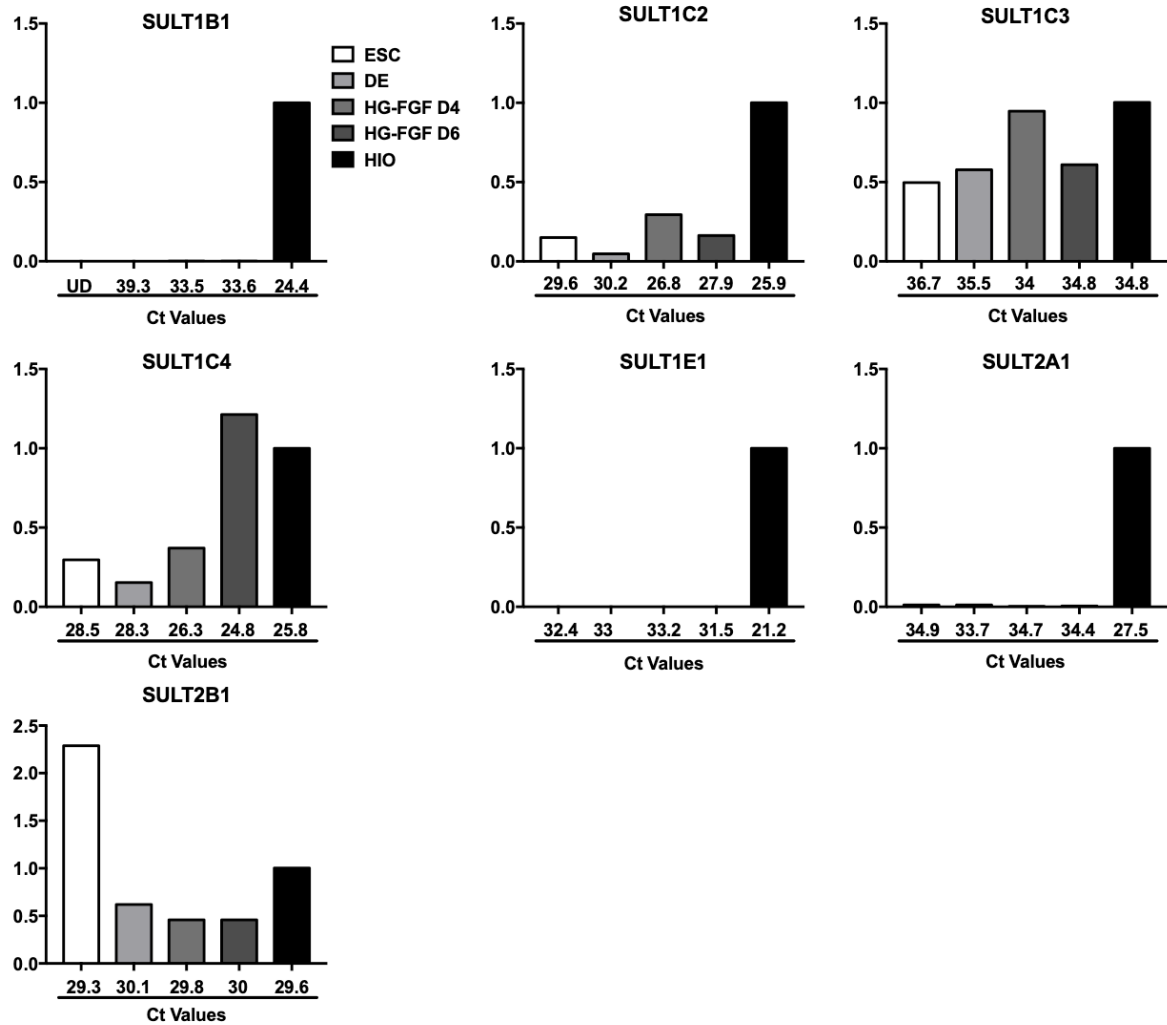 SULT1B1
1.5
1.0
0.5
0.0
UD 39.3 33.5 33.6 24.4
Ct Values
ESC
DE
HG-FGF D4
HG-FGF D6
HIO
SULT1C2
1.5
1.0
0.5
0.0
29.6 30.2 26.8 27.9 25.9
Ct Values
SULT1C3
1.5
1.0
0.5
0.0
36.7 35.5 34 34.8 34.8
Ct Values
SULT1C4
1.5
1.0
0.5
0.0
28.5 28.3 26.3 24.8 25.8
Ct Values
SULT1E1
1.5
1.0
0.5
0.0
32.4 33 33.2 31.5 21.2
Ct Values
SULT2A1
1.5
1.0
0.5
0.0
34.9 33.7 34.7 34.4 27.5
Ct Values
SULT2B1
2.5
2.0
1.5
1.0
0.5
0.0
29.3 30.1 29.8 30 29.6
Ct Values